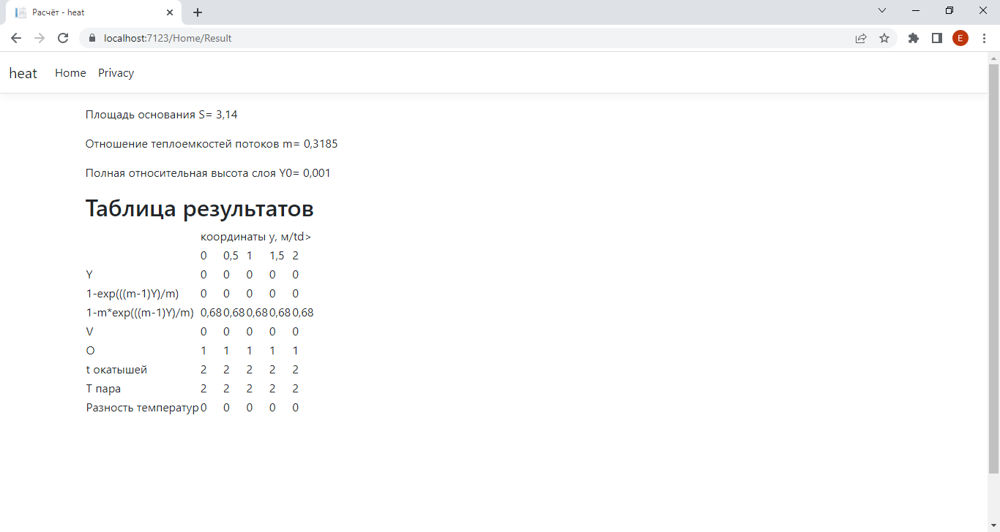 Расчёт - heat
localhost:7123/Home/Result
E
heat Home Privacy
Площадь основания S= 3,14
Отношение теплоемкостей потоков m= 0,3185
Полная относительная высота слоя Y0= 0,001
Таблица результатов
координаты y, м/td>
0 0,5 1 1,5 2
Y 0 0 0 0 0
1-exp(((m-1)Y)/m) 0 0 0 0 0
1-m*exp(((m-1)Y)/m) 0,68 0,68 0,68 0,68 0,68
V 0 0 0 0 0
O 1 1 1 1 1
t окатышей 2 2 2 2 2
T пара 2 2 2 2 2
Разность температур 0 0 0 0 0